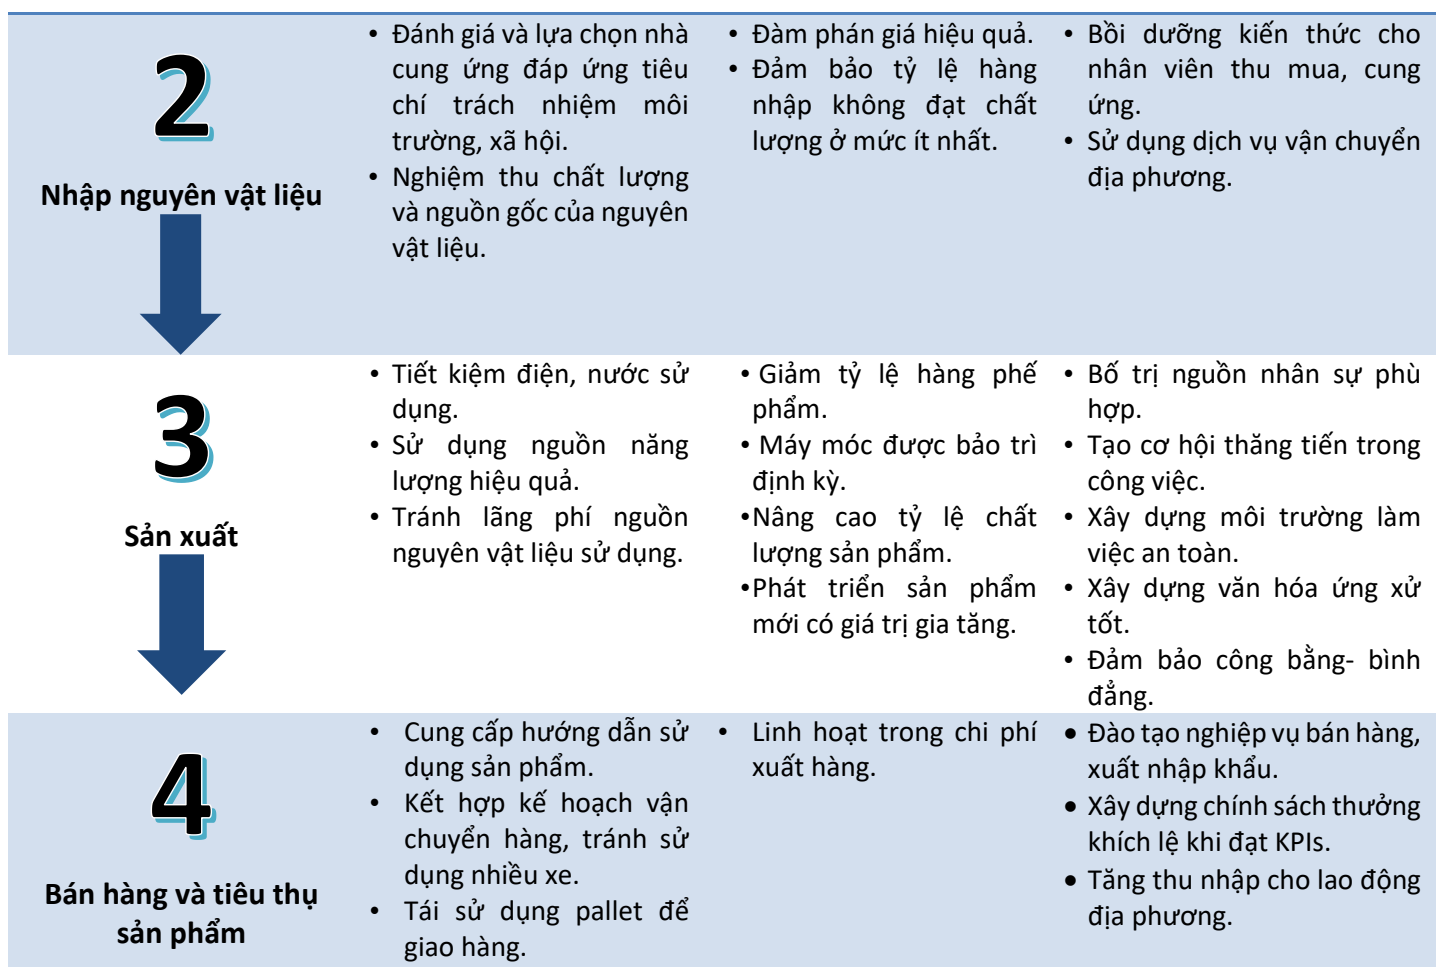 2
Nhập nguyên vật liệu
• Đánh giá và lựa chọn nhà
cung ứng đáp ứng tiêu
chí trách nhiệm môi
trường, xã hội.
• Nghiệm thu chất lượng
và nguồn gốc của nguyên
vật liệu.
• Đàm phán giá hiệu quả.
• Đảm bảo tỷ lệ hàng
nhập không đạt chất
lượng ở mức ít nhất.
• Bồi dưỡng kiến thức cho
nhân viên thu mua, cung
ứng.
• Sử dụng dịch vụ vận chuyển
địa phương.
3
Sản xuất
• Tiết kiệm điện, nước sử
dụng.
• Sử dụng nguồn năng
lượng hiệu quả.
• Tránh lãng phí nguồn
nguyên vật liệu sử dụng.
• Giảm tỷ lệ hàng phế
phẩm.
• Máy móc được bảo trì
định kỳ.
•Nâng cao tỷ lệ chất
lượng sản phẩm.
•Phát triển sản phẩm
mới có giá trị gia tăng.
• Bố trị nguồn nhân sự phù
hợp.
• Tạo cơ hội thăng tiến trong
công việc.
• Xây dựng môi trường làm
việc an toàn.
• Xây dựng văn hóa ứng xử
tốt.
• Đảm bảo công bằng- bình
đẳng.
4
Bán hàng và tiêu thụ
sản phẩm
• Cung cấp hướng dẫn sử
dụng sản phẩm.
• Kết hợp kế hoạch vận
chuyển hàng, tránh sử
dụng nhiều xe.
• Tái sử dụng pallet để
giao hàng.
• Linh hoạt trong chi phí
xuất hàng.
• Đào tạo nghiệp vụ bán hàng,
xuất nhập khẩu.
• Xây dựng chính sách thưởng
khích lệ khi đạt KPIs.
• Tăng thu nhập cho lao động
địa phương.